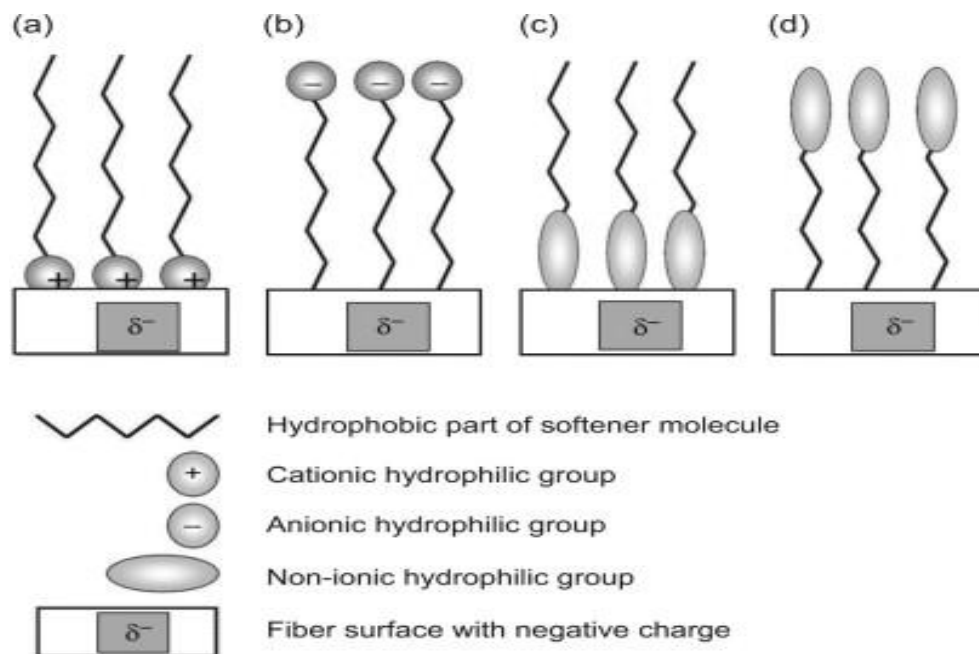 (a) (b) (c) (d)
− − −
+ + +
δ− δ− δ− δ−
Hydrophobic part of softener molecule
+ Cationic hydrophilic group
− Anionic hydrophilic group
Non-ionic hydrophilic group
δ− Fiber surface with negative charge